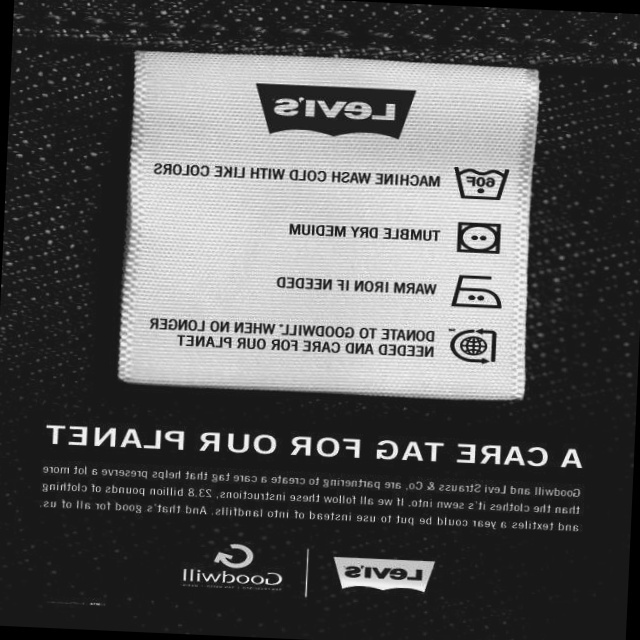 LEVI'S
MACHINE WASH COLD WITH LIKE COLORS
60F
TUMBLE DRY MEDIUM
WARM IRON IF NEEDED
DONATE TO GOODWILL™ WHEN NO LONGER
NEEDED AND CARE FOR OUR PLANET
A CARE TAG FOR OUR PLANET
Goodwill and Levi Strauss & Co. are partnering to create a care tag that helps preserve a lot more
than the clothes it's sewn into. If we all follow these instructions, 23.8 billion pounds of clothing
and textiles a year could be put to use instead of into landfills. And that's good for all of us.
LEVI'S
Goodwill